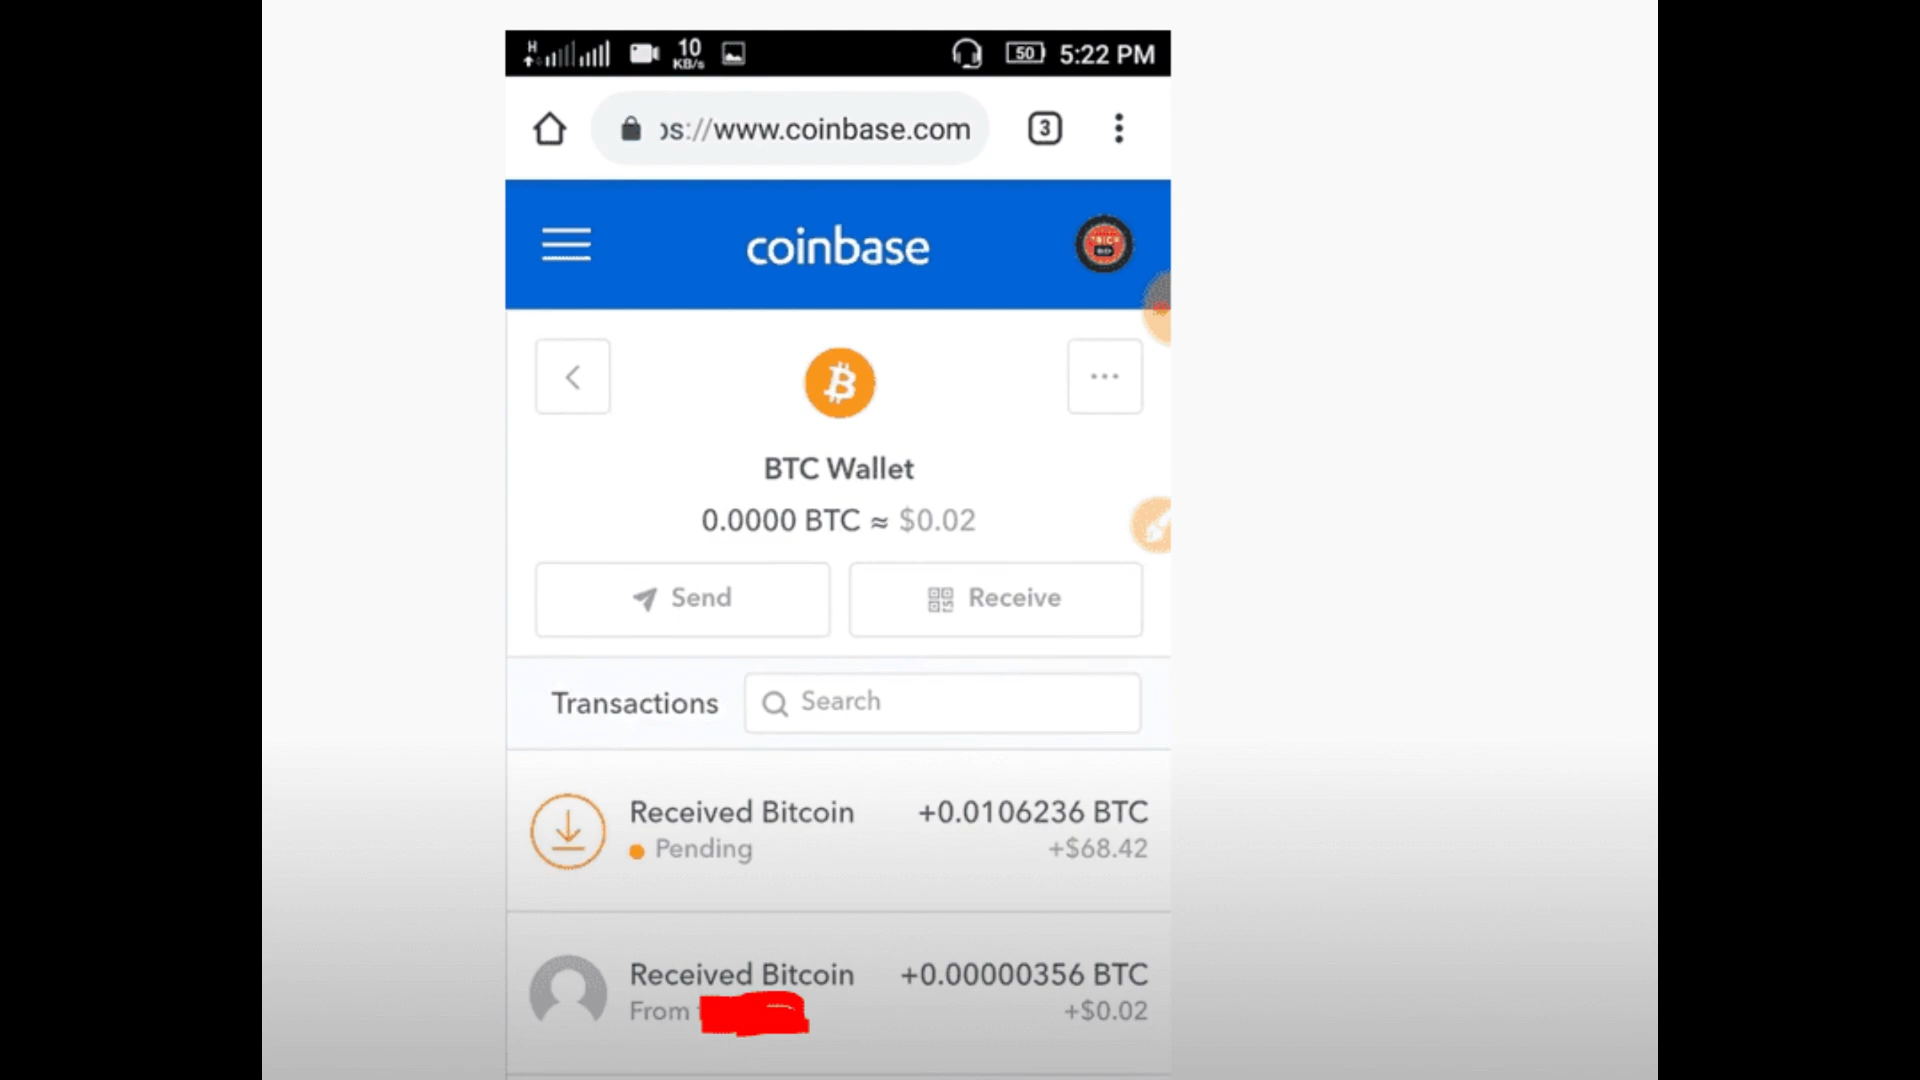 H 10 KB/s 50 5:22 PM
ps://www.coinbase.com 3
coinbase
BTC Wallet
0.0000 BTC ≈ $0.02
Send Receive
Transactions Search
Received Bitcoin +0.0106236 BTC
Pending +$68.42
Received Bitcoin +0.00000356 BTC
From +$0.02